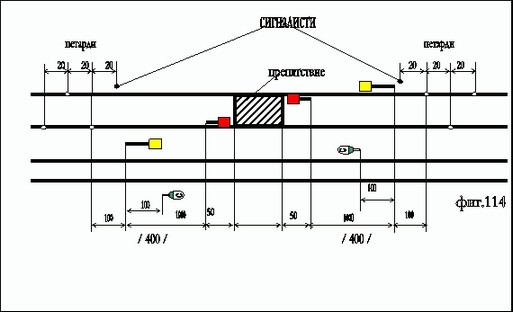 СИГНАЛИСТИ
петарди петарди
20 20 20 20 20 20
препятствие
100 100
100 1000 50 50 1000 100
/ 400 / / 400 /
фиг.114